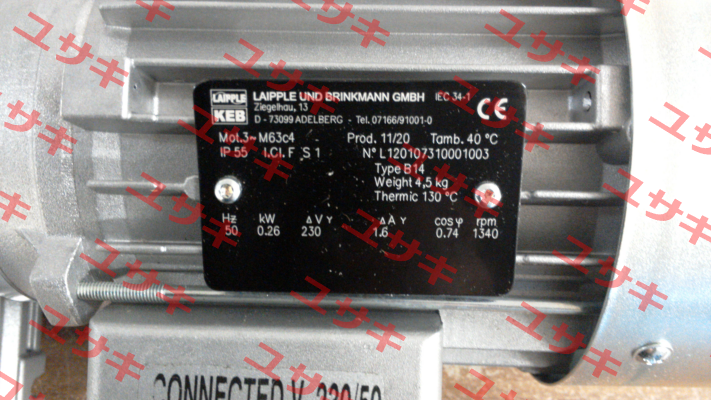 LAIPPLE
KEB
LAIPPLE UND BRINKMANN GMBH IEC 34-1
Ziegelhau, 13
D - 73099 ADELBERG - Tel. 07166/91001-0
CE
Mot.3~ M63c4 Prod. 11/20 Tamb. 40 °C
IP 55 I.Cl. F S 1 N° L120107310001003
Type B14
Weight 4,5 kg
Thermic 130 °C
Hz kW Δ V Y Δ A Y cos φ rpm
50 0.26 230 1.6 0.74 1340
CONNECTED V. 220/50
ユサキ